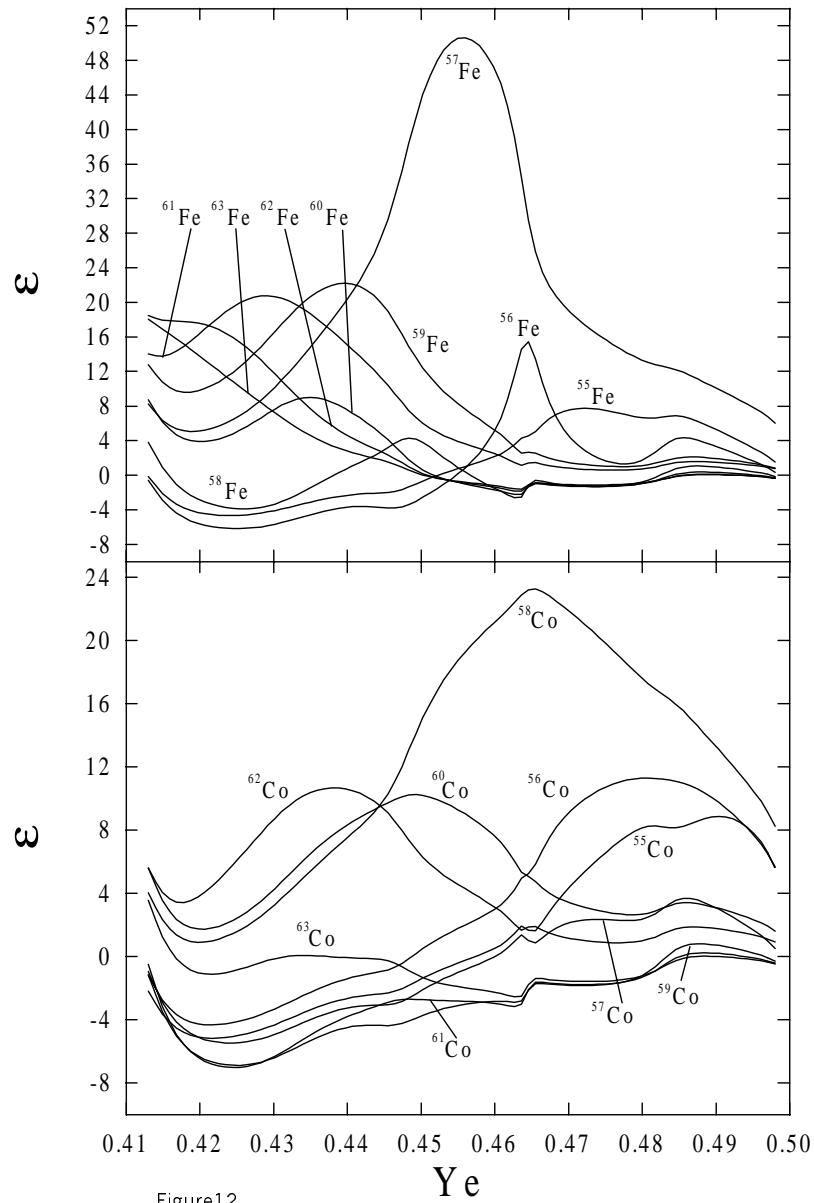 52
48
44
40
36
32
28
24
20
16
12
8
4
0
-4
-8
ε
⁵⁷Fe
⁶¹Fe ⁶³Fe ⁶²Fe ⁶⁰Fe
⁵⁹Fe
⁵⁶Fe
⁵⁵Fe
⁵⁸Fe
24
20
16
12
8
4
0
-4
-8
ε
⁵⁸Co
⁶²Co
⁶⁰Co
⁵⁶Co
⁵⁵Co
⁶³Co
⁵⁹Co
⁵⁷Co
⁶¹Co
0.41 0.42 0.43 0.44 0.45 0.46 0.47 0.48 0.49 0.50
Ye
Figure12